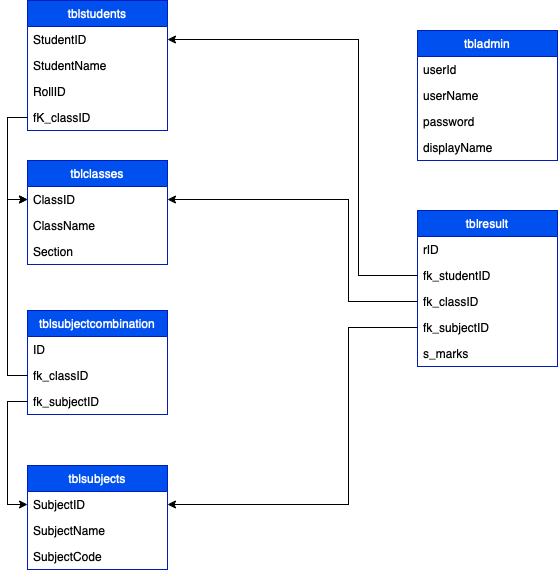 tblstudents
StudentID
StudentName
RollID
fK_classID
tblclasses
ClassID
ClassName
Section
tblsubjectcombination
ID
fk_classID
fk_subjectID
tblsubjects
SubjectID
SubjectName
SubjectCode
tbladmin
userId
userName
password
displayName
tblresult
rID
fk_studentID
fk_classID
fk_subjectID
s_marks